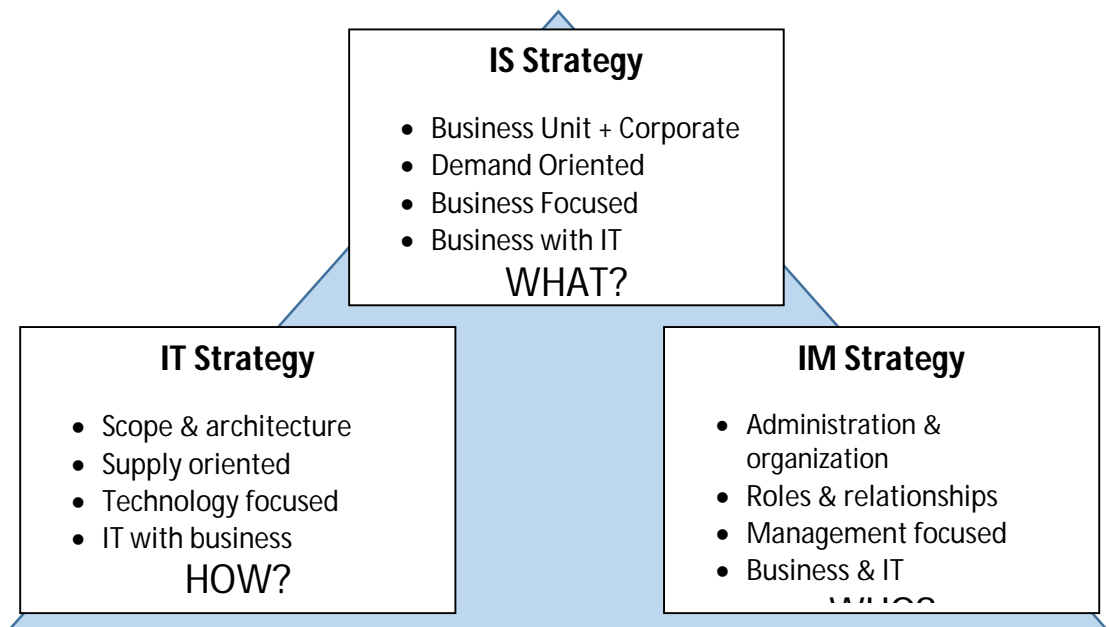 IS Strategy
• Business Unit + Corporate
• Demand Oriented
• Business Focused
• Business with IT
WHAT?
IT Strategy
• Scope & architecture
• Supply oriented
• Technology focused
• IT with business
HOW?
IM Strategy
• Administration &
organization
• Roles & relationships
• Management focused
• Business & IT